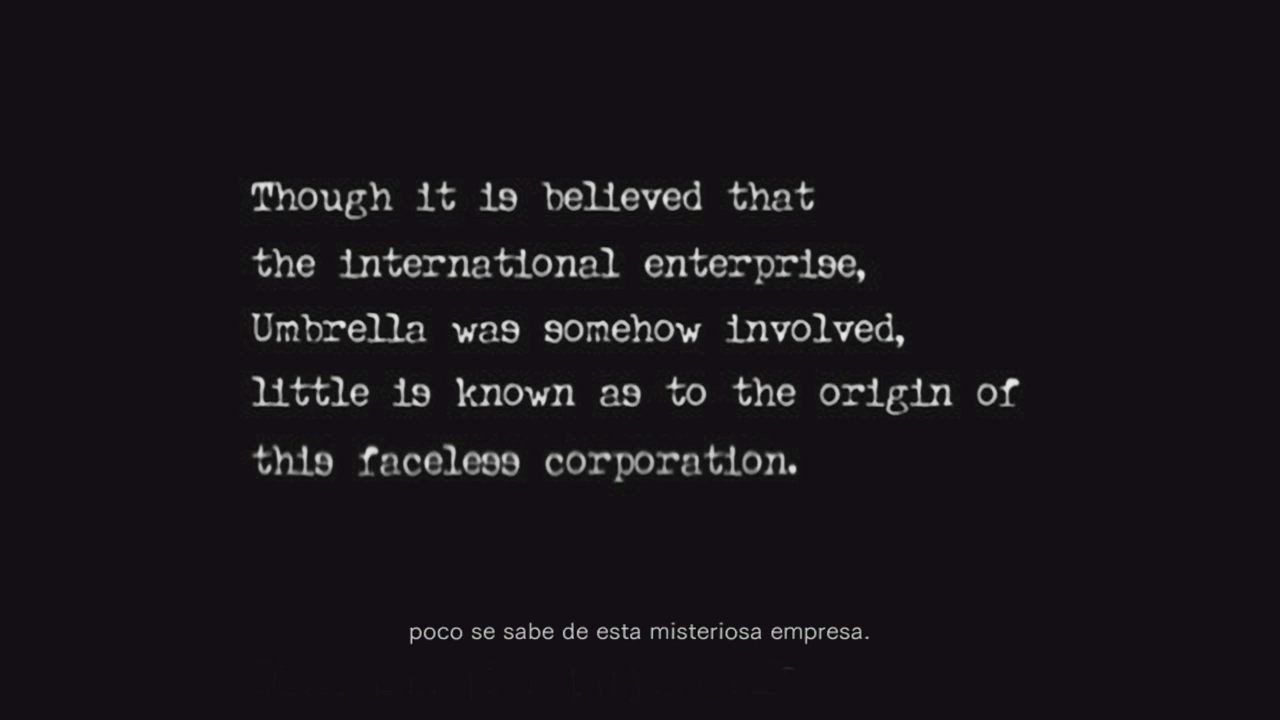 Though it is believed that
the international enterprise,
Umbrella was somehow involved,
little is known as to the origin of
this faceless corporation.
poco se sabe de esta misteriosa empresa.